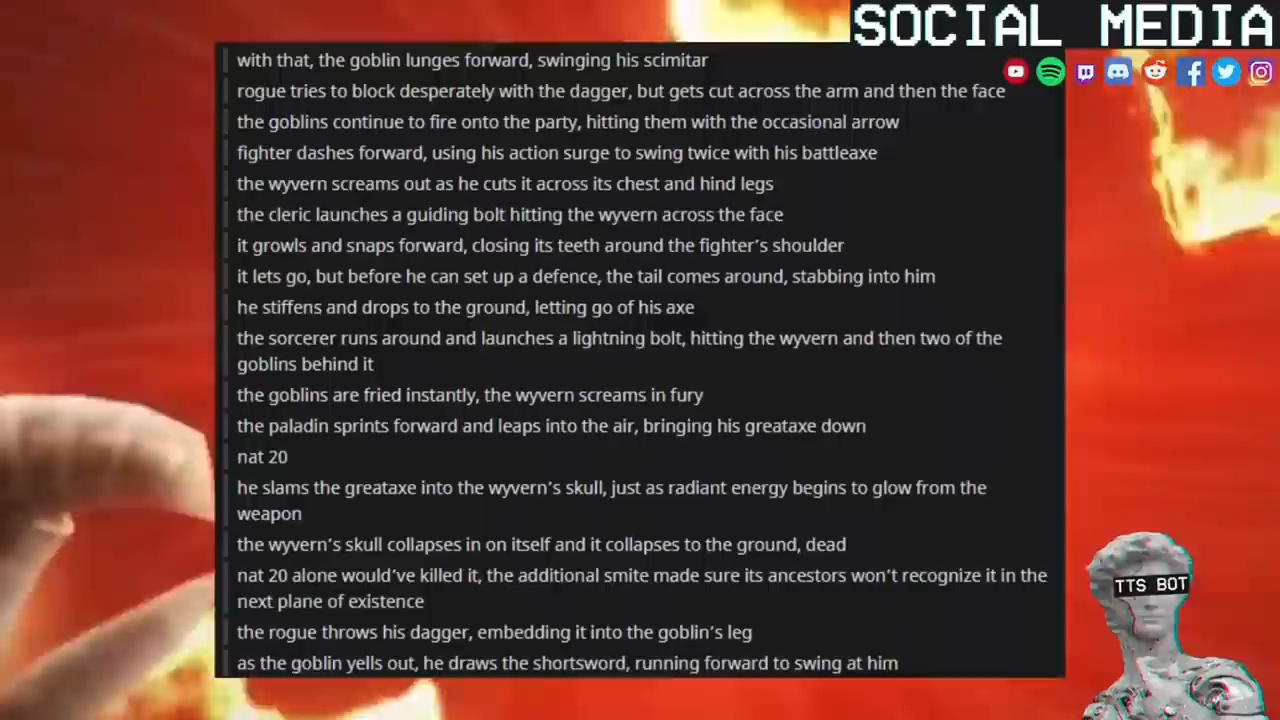 SOCIAL MEDIA
with that, the goblin lunges forward, swinging his scimitar
rogue tries to block desperately with the dagger, but gets cut across the arm and then the face
the goblins continue to fire onto the party, hitting them with the occasional arrow
fighter dashes forward, using his action surge to swing twice with his battleaxe
the wyvern screams out as he cuts it across its chest and hind legs
the cleric launches a guiding bolt hitting the wyvern across the face
it growls and snaps forward, closing its teeth around the fighter’s shoulder
it lets go, but before he can set up a defence, the tail comes around, stabbing into him
he stiffens and drops to the ground, letting go of his axe
the sorcerer runs around and launches a lightning bolt, hitting the wyvern and then two of the
goblins behind it
the goblins are fried instantly, the wyvern screams in fury
the paladin sprints forward and leaps into the air, bringing his greataxe down
nat 20
he slams the greataxe into the wyvern’s skull, just as radiant energy begins to glow from the
weapon
the wyvern’s skull collapses in on itself and it collapses to the ground, dead
nat 20 alone would’ve killed it, the additional smite made sure its ancestors won’t recognize it in the
next plane of existence
the rogue throws his dagger, embedding it into the goblin’s leg
as the goblin yells out, he draws the shortsword, running forward to swing at him
TTS BOT